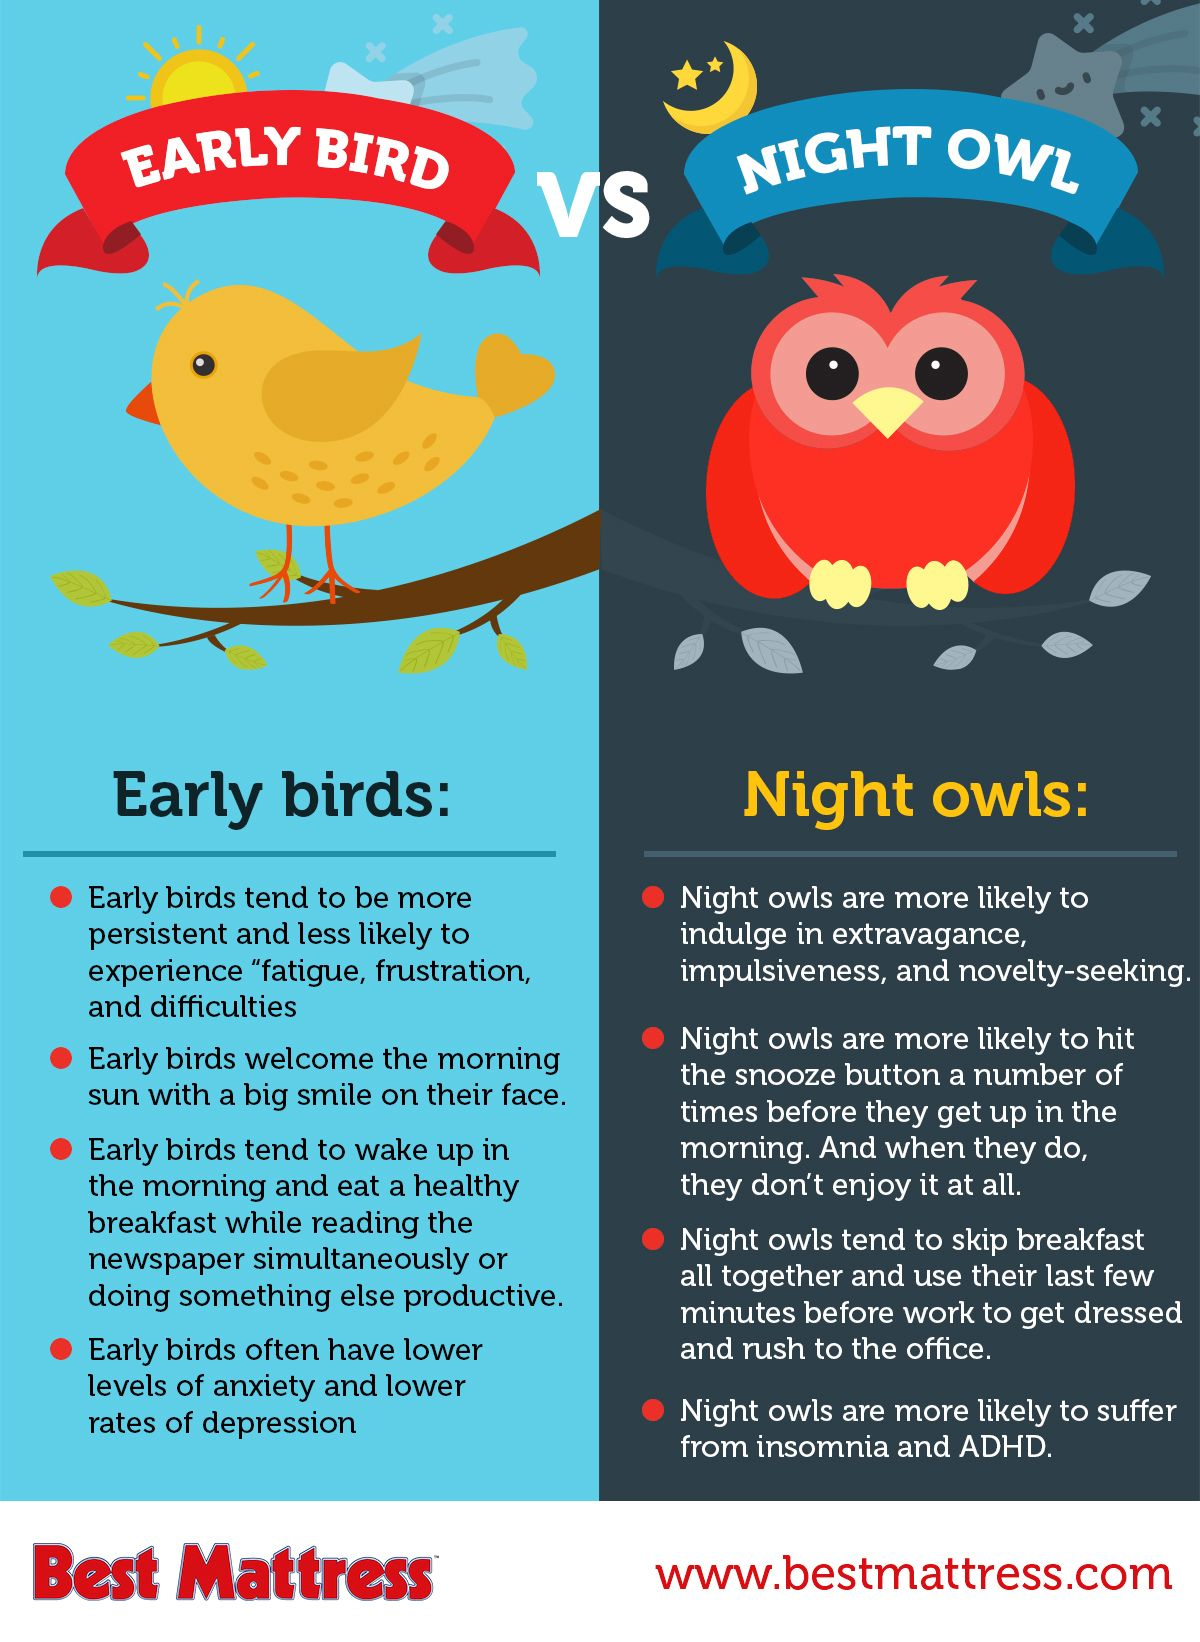 EARLY BIRD
VS
NIGHT OWL
Early birds:
Early birds tend to be more
persistent and less likely to
experience “fatigue, frustration,
and difficulties
Early birds welcome the morning
sun with a big smile on their face.
Early birds tend to wake up in
the morning and eat a healthy
breakfast while reading the
newspaper simultaneously or
doing something else productive.
Early birds often have lower
levels of anxiety and lower
rates of depression
Night owls:
Night owls are more likely to
indulge in extravagance,
impulsiveness, and novelty-seeking.
Night owls are more likely to hit
the snooze button a number of
times before they get up in the
morning. And when they do,
they don’t enjoy it at all.
Night owls tend to skip breakfast
all together and use their last few
minutes before work to get dressed
and rush to the office.
Night owls are more likely to suffer
from insomnia and ADHD.
Best Mattress™
www.bestmattress.com